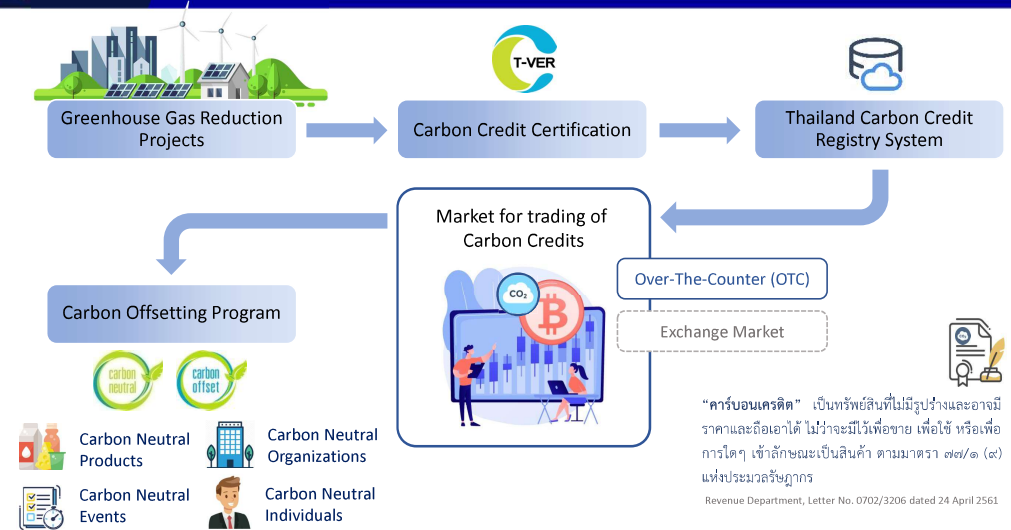 T-VER
Greenhouse Gas Reduction
Projects
Carbon Credit Certification
Thailand Carbon Credit
Registry System
Market for trading of
Carbon Credits
CO₂
Over-The-Counter (OTC)
Exchange Market
Carbon Offsetting Program
carbon
neutral
carbon
offset
Carbon Neutral
Products
Carbon Neutral
Organizations
Carbon Neutral
Events
Carbon Neutral
Individuals
“คาร์บอนเครดิต” เป็นทรัพย์สินที่ไม่มีรูปร่างและอาจมี
ราคาและถือเอาได้ ไม่ว่าจะมีไว้เพื่อขาย เพื่อใช้ หรือเพื่อ
การใดๆ เข้าลักษณะเป็นสินค้า ตามมาตรา ๗๗/๑ (๙)
แห่งประมวลรัษฎากร
Revenue Department, Letter No. 0702/3206 dated 24 April 2561